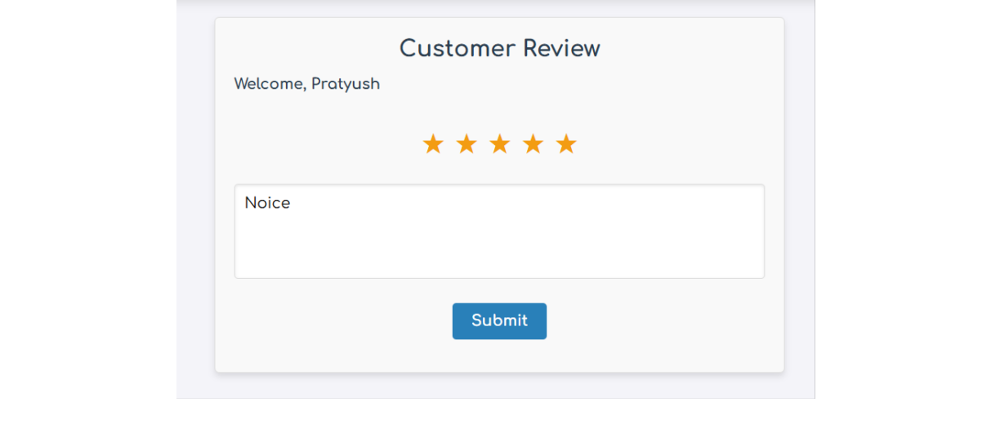 Customer Review
Welcome, Pratyush
Noice
Submit